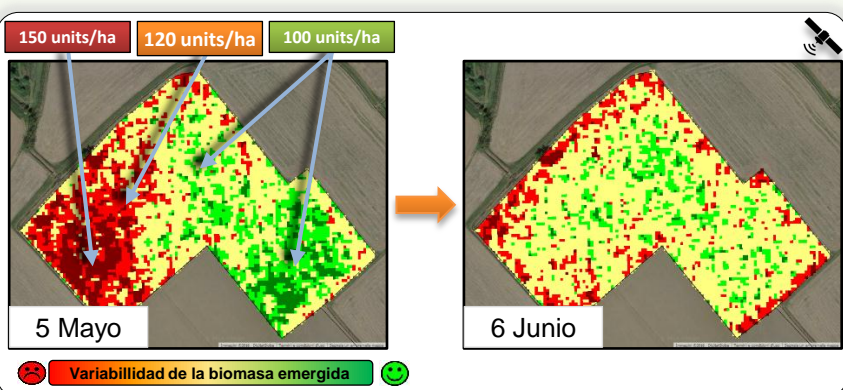 150 units/ha
120 units/ha
100 units/ha
5 Mayo
6 Junio
Variabillidad de la biomasa emergida